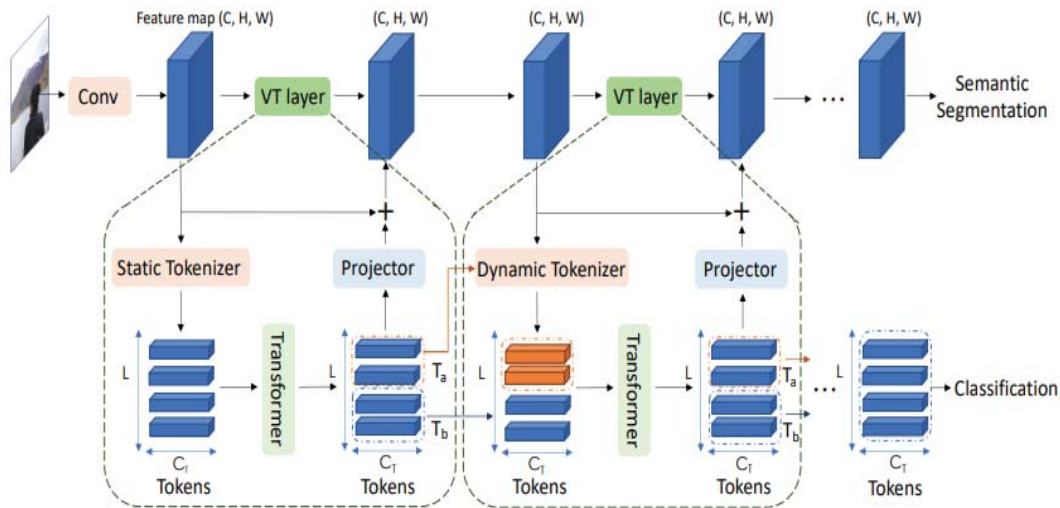 Feature map (C, H, W)
(C, H, W)
(C, H, W)
(C, H, W)
(C, H, W)
Conv
VT layer
VT layer
...
Semantic
Segmentation
+
+
Static Tokenizer
Projector
Dynamic Tokenizer
Projector
L
Transformer
L
Ta
Tb
L
Transformer
L
Ta
Tb
...
L
Classification
CT
CT
CT
CT
CT
Tokens
Tokens
Tokens
Tokens
Tokens